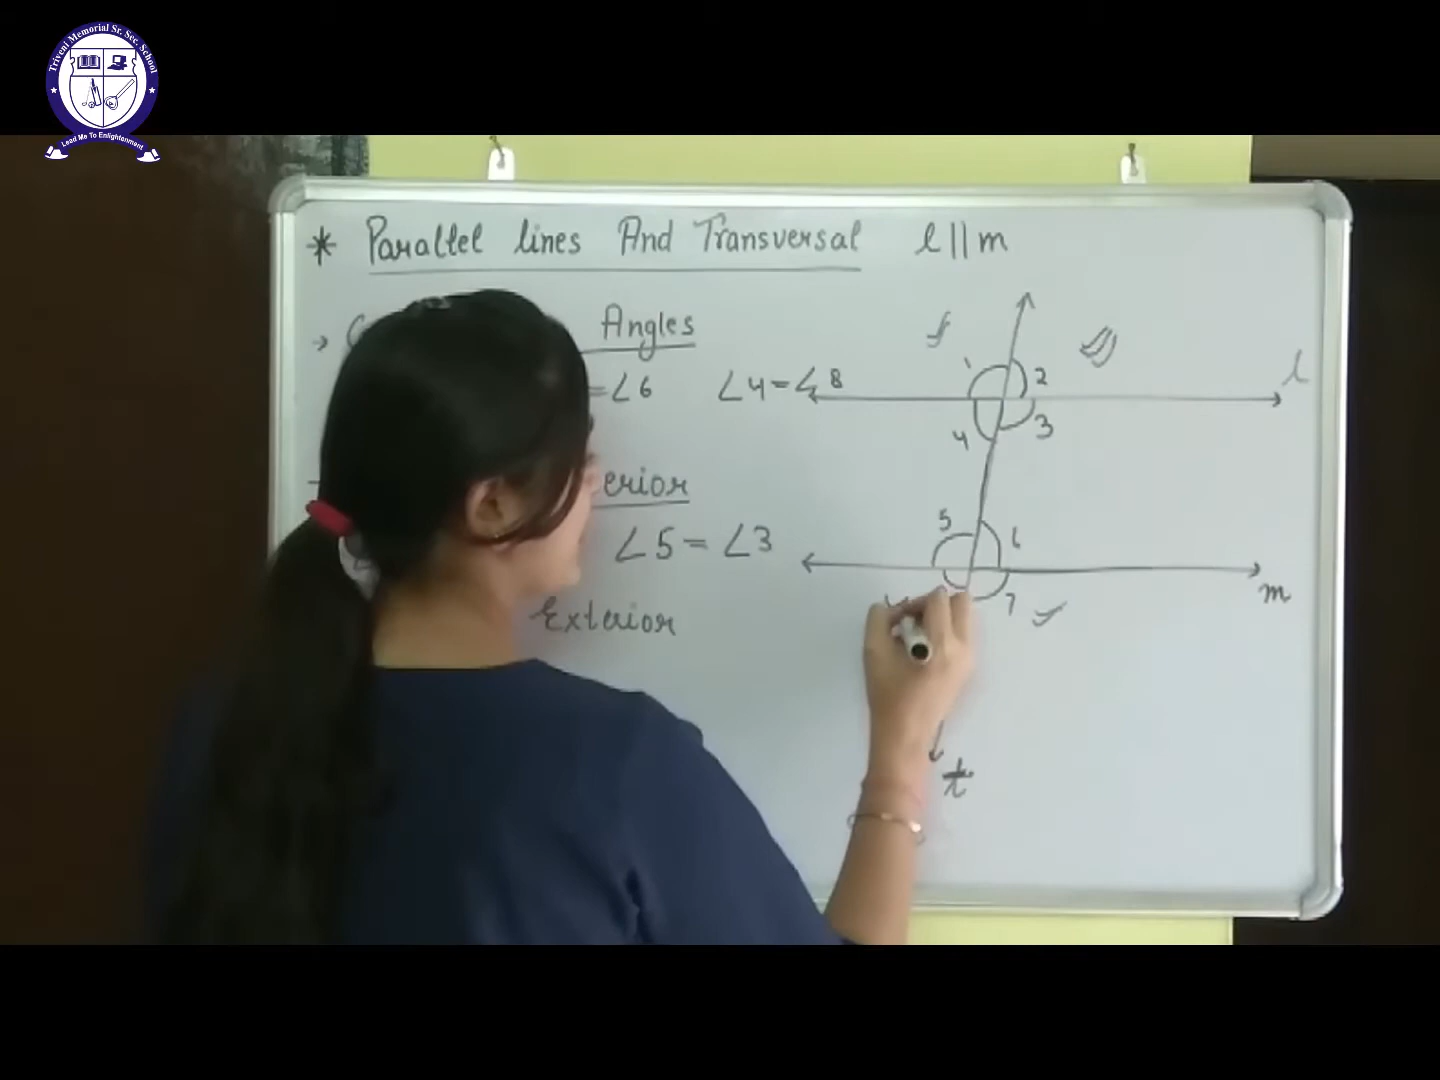 Triveni Memorial Sr. Sec. School
Lead Me To Enlightenment
* Parallel lines And Transversal l || m
→ Angles
= ∠6 ∠4 = ∠8
erior
∠5 = ∠3
Exterior
1 2
4 3
l
5 6
7
m
t